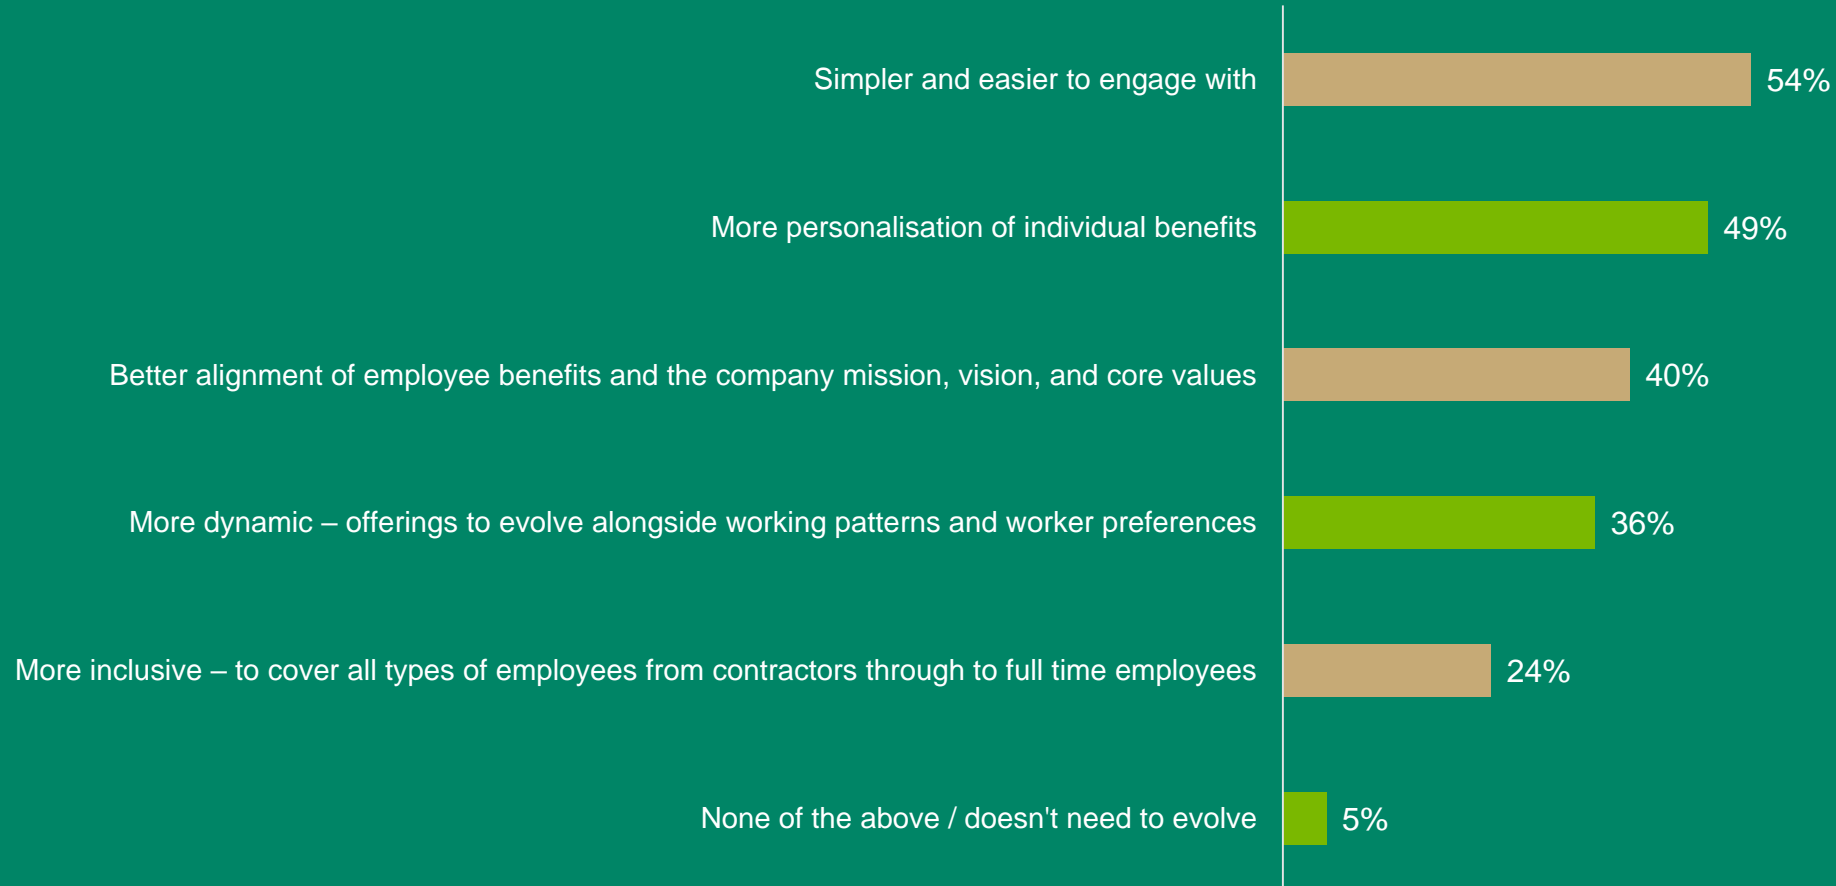 Simpler and easier to engage with 54%
More personalisation of individual benefits 49%
Better alignment of employee benefits and the company mission, vision, and core values 40%
More dynamic – offerings to evolve alongside working patterns and worker preferences 36%
More inclusive – to cover all types of employees from contractors through to full time employees 24%
None of the above / doesn't need to evolve 5%